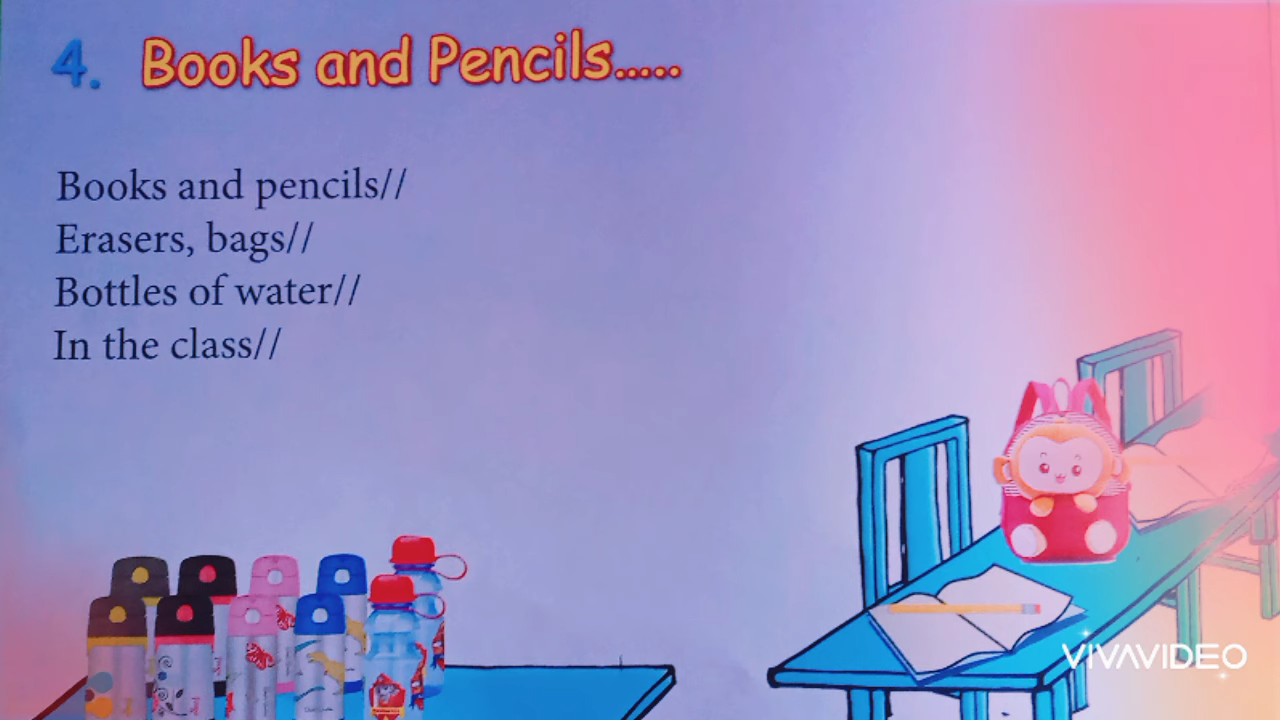 4. Books and Pencils.....
Books and pencils//
Erasers, bags//
Bottles of water//
In the class//
VIVAVIDEO